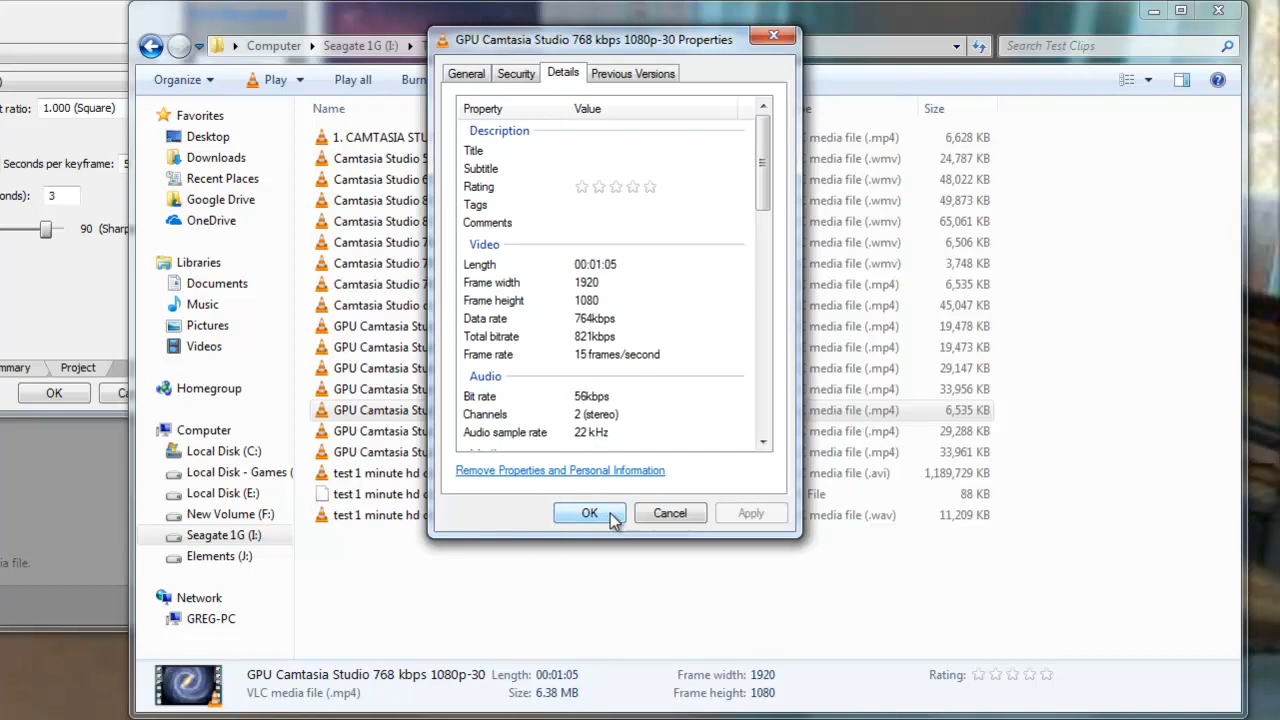 GPU Camtasia Studio 768 kbps 1080p-30 Properties
Computer Seagate 1G (I:)
Search Test Clips
Organize Play Play all Burn
General Security Details Previous Versions
t ratio: 1.000 (Square)
Favorites
Desktop
Downloads
Recent Places
Google Drive
OneDrive
Seconds per keyframe: 5
onds): 3
90 (Sharp
Libraries
Documents
Music
Pictures
Videos
mmary Project
OK Ca
Homegroup
Computer
Local Disk (C:)
Local Disk - Games (
Local Disk (E:)
New Volume (F:)
Seagate 1G (I:)
Elements (J:)
ia file.
Network
GREG-PC
Name Size
1. CAMTASIA STU media file (.mp4) 6,628 KB
Camtasia Studio 5 media file (.wmv) 24,787 KB
Camtasia Studio 6 media file (.wmv) 48,022 KB
Camtasia Studio 8 media file (.wmv) 49,873 KB
Camtasia Studio 8 media file (.wmv) 65,061 KB
Camtasia Studio 7 media file (.wmv) 6,506 KB
Camtasia Studio 7 media file (.wmv) 3,748 KB
Camtasia Studio 7 media file (.mp4) 6,535 KB
Camtasia Studio media file (.mp4) 45,047 KB
GPU Camtasia Stu media file (.mp4) 19,478 KB
GPU Camtasia Stu media file (.mp4) 19,473 KB
GPU Camtasia Stu media file (.mp4) 29,147 KB
GPU Camtasia Stu media file (.mp4) 33,956 KB
GPU Camtasia Stu media file (.mp4) 6,535 KB
GPU Camtasia Stu media file (.mp4) 29,288 KB
GPU Camtasia Stu media file (.mp4) 33,961 KB
test 1 minute hd media file (.avi) 1,189,729 KB
test 1 minute hd File 88 KB
test 1 minute hd media file (.wav) 11,209 KB
Property Value
Description
Title
Subtitle
Rating
Tags
Comments
Video
Length 00:01:05
Frame width 1920
Frame height 1080
Data rate 764kbps
Total bitrate 821kbps
Frame rate 15 frames/second
Audio
Bit rate 56kbps
Channels 2 (stereo)
Audio sample rate 22 kHz
Remove Properties and Personal Information
OK Cancel Apply
GPU Camtasia Studio 768 kbps 1080p-30 Length: 00:01:05 Frame width: 1920 Rating:
VLC media file (.mp4) Size: 6.38 MB Frame height: 1080